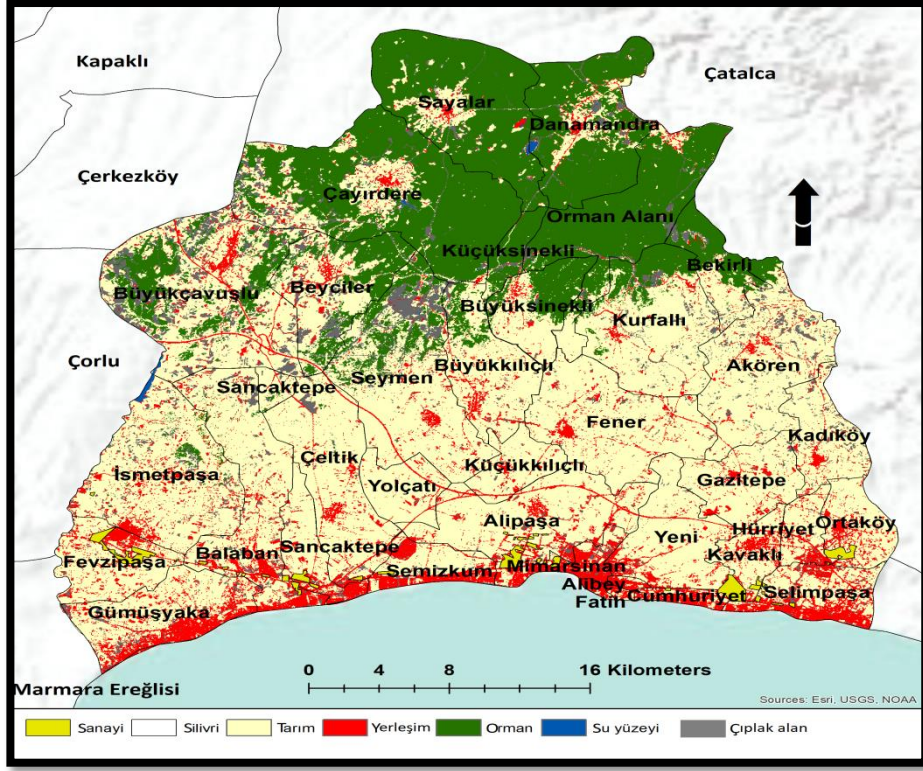 Kapaklı
Çatalca
Sayalar
Danamandra
Çerkezköy
Çayırdere
Orman Alanı
Küçüksinekli
Bekirli
Büyükçavuşlu
Beyciler
Büyüksinekli
Kurfallı
Çorlu
Büyükkılıçlı
Akören
Seymen
Sancaktepe
Fener
Kadıköy
Çeltik
Küçükkılıçlı
İsmetpaşa
Gazitepe
Yolçatı
Alipaşa
Hürriyet
Ortaköy
Yeni
Sancaktepe
Balaban
Kavaklı
Fevzipaşa
Semizkum
Mimarsinan
Alibey
Cumhuriyet
Selimpaşa
Fatih
Gümüşyaka
0 4 8 16 Kilometers
Marmara Ereğlisi
Sources: Esri, USGS, NOAA
Sanayi Silivri Tarım Yerleşim Orman Su yüzeyi Çıplak alan